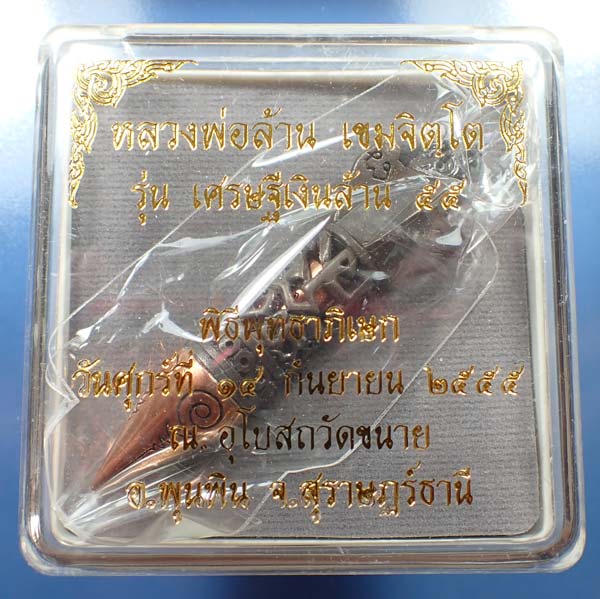 หลวงพ่อล้าน เขมจิตฺโต
รุ่น เศรษฐีเงินล้าน ๕๕
พิธีพุทธาภิเษก
วันศุกร์ที่ ๑๔ กันยายน ๒๕๕๕
ณ อุโบสถวัดขนาย
อ.พุนพิน จ.สุราษฎร์ธานี